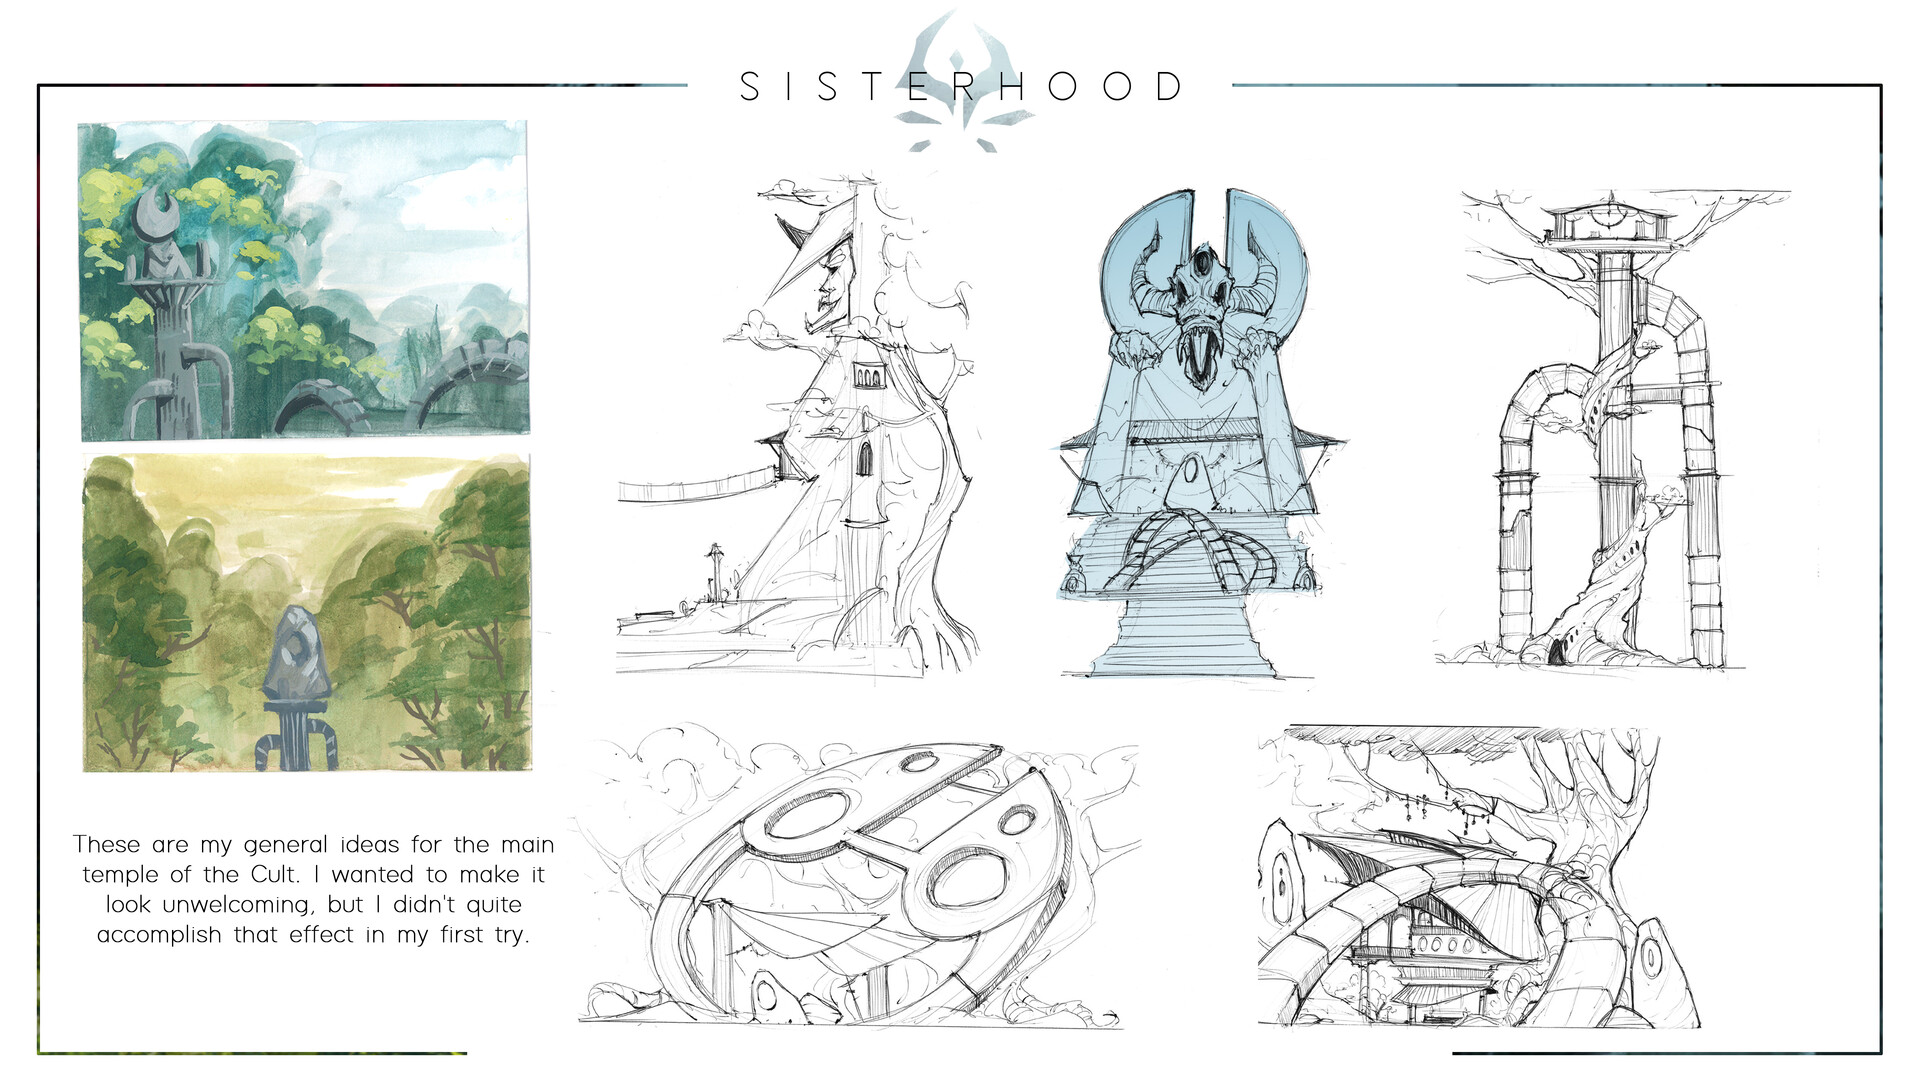 SISTERHOOD
These are my general ideas for the main
temple of the Cult. I wanted to make it
look unwelcoming, but I didn't quite
accomplish that effect in my first try.